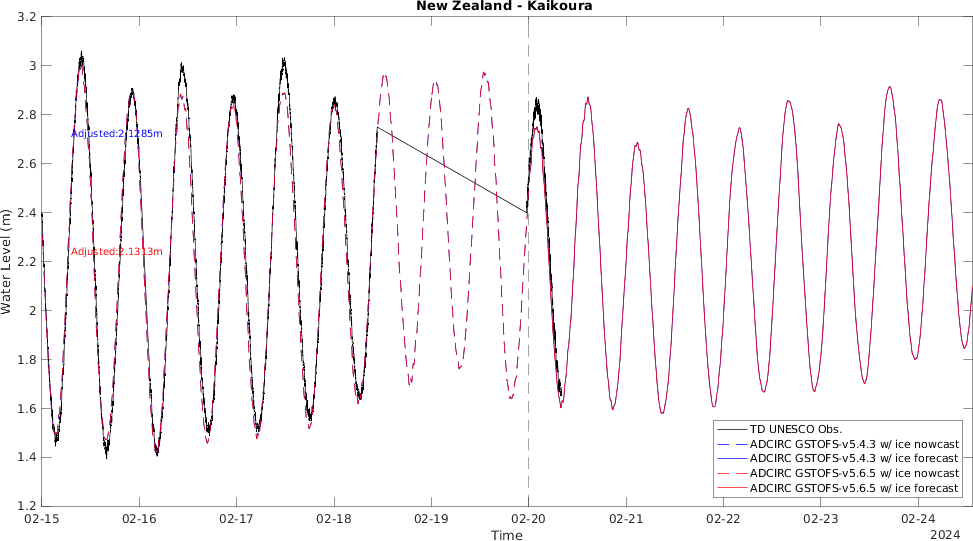 New Zealand - Kaikoura
3.2
3
2.8
2.6
2.4
2.2
2
1.8
1.6
1.4
1.2
Water Level (m)
Adjusted:2.1285m
Adjusted:2.1313m
TD UNESCO Obs.
ADCIRC GSTOFS-v5.4.3 w/ ice nowcast
ADCIRC GSTOFS-v5.4.3 w/ ice forecast
ADCIRC GSTOFS-v5.6.5 w/ ice nowcast
ADCIRC GSTOFS-v5.6.5 w/ ice forecast
02-15 02-16 02-17 02-18 02-19 02-20 02-21 02-22 02-23 02-24
Time
2024